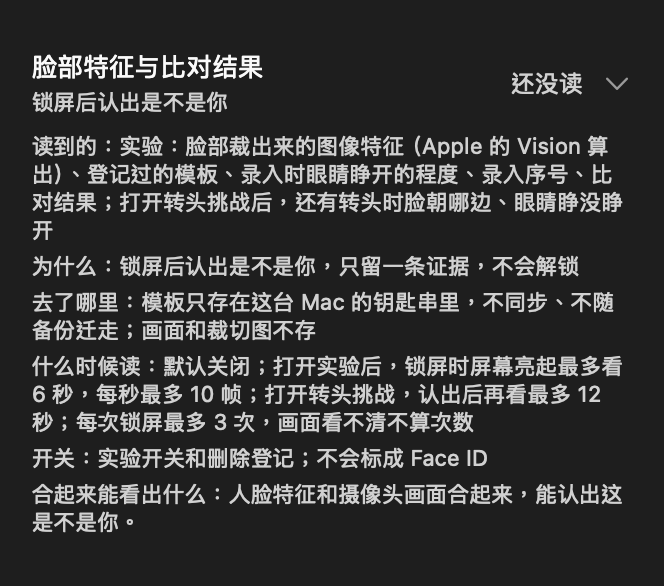 脸部特征与比对结果
还没读
锁屏后认出是不是你
读到的：实验：脸部裁出来的图像特征（Apple 的 Vision 算
出）、登记过的模板、录入时眼睛睁开的程度、录入序号、比
对结果；打开转头挑战后，还有转头时脸朝哪边、眼睛睁没睁
开
为什么：锁屏后认出是不是你，只留一条证据，不会解锁
去了哪里：模板只存在这台 Mac 的钥匙串里，不同步、不随
备份迁走；画面和裁切图不存
什么时候读：默认关闭；打开实验后，锁屏时屏幕亮起最多看
6 秒，每秒最多 10 帧；打开转头挑战，认出后再看最多 12
秒；每次锁屏最多 3 次，画面看不清不算次数
开关：实验开关和删除登记；不会标成 Face ID
合起来能看出什么：人脸特征和摄像头画面合起来，能认出这
是不是你。